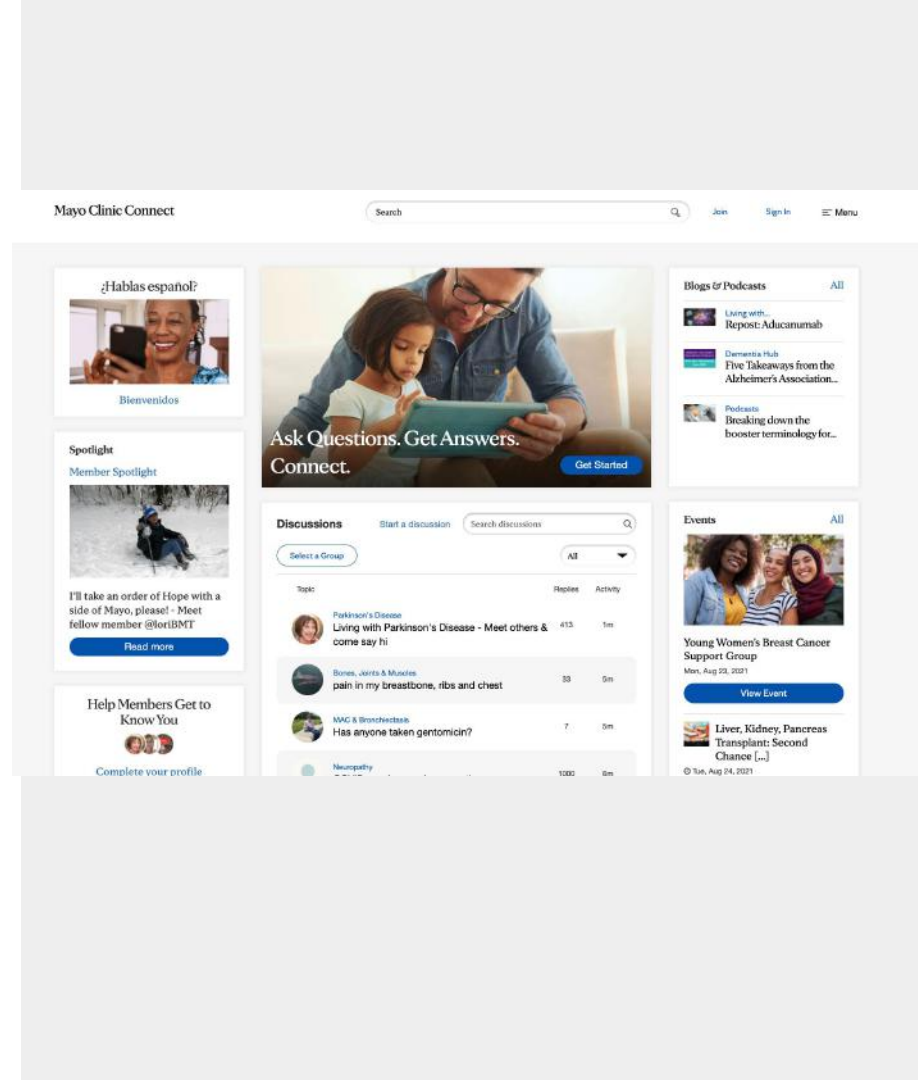 Mayo Clinic Connect
Search
Join
Sign In
Menu
¿Hablas español?
Bienvenidos
Spotlight
Member Spotlight
I'll take an order of Hope with a
side of Mayo, please! - Meet
fellow member @loriBMT
Read more
Help Members Get to
Know You
Complete your profile
Ask Questions. Get Answers.
Connect.
Get Started
Discussions
Start a discussion
Search discussions
Select a Group
All
Topic Replies Activity
Parkinson's Disease
Living with Parkinson's Disease - Meet others & 413 1m
come say hi
Bones, Joints & Muscles
pain in my breastbone, ribs and chest 33 5m
MAC & Bronchiectasis
Has anyone taken gentomicin? 7 5m
Neuropathy
1000 8m
Blogs & Podcasts All
Living with...
Repost: Aducanumab
Dementia Hub
Five Takeaways from the
Alzheimer's Association...
Podcasts
Breaking down the
booster terminology for...
Events All
Young Women's Breast Cancer
Support Group
Mon, Aug 23, 2021
View Event
Liver, Kidney, Pancreas
Transplant: Second
Chance [...]
Tue, Aug 24, 2021